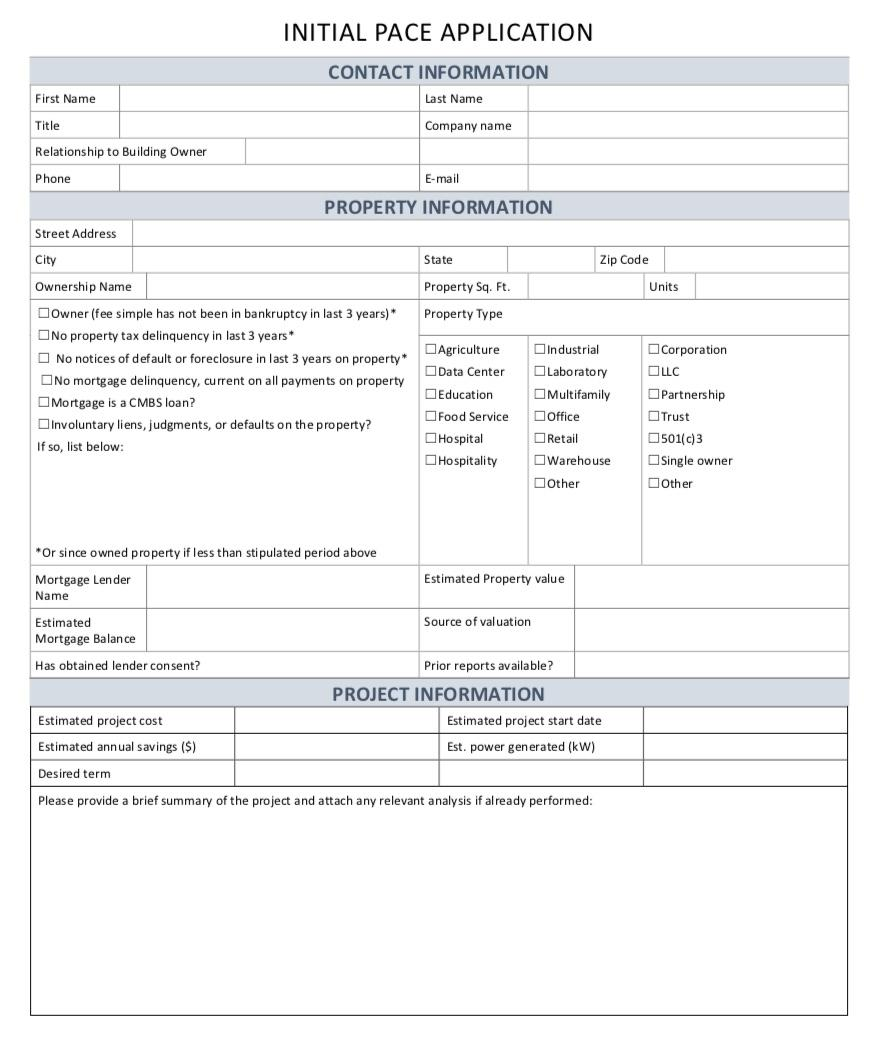 INITIAL PACE APPLICATION
CONTACT INFORMATION
First Name Last Name
Title Company name
Relationship to Building Owner
Phone E-mail
PROPERTY INFORMATION
Street Address
City State Zip Code
Ownership Name Property Sq. Ft. Units
☐Owner (fee simple has not been in bankruptcy in last 3 years)*
☐No property tax delinquency in last 3 years*
☐ No notices of default or foreclosure in last 3 years on property*
☐No mortgage delinquency, current on all payments on property
☐Mortgage is a CMBS loan?
☐Involuntary liens, judgments, or defaults on the property?
If so, list below:
*Or since owned property if less than stipulated period above
Property Type
☐Agriculture
☐Data Center
☐Education
☐Food Service
☐Hospital
☐Hospitality
☐Industrial
☐Laboratory
☐Multifamily
☐Office
☐Retail
☐Warehouse
☐Other
☐Corporation
☐LLC
☐Partnership
☐Trust
☐501(c)3
☐Single owner
☐Other
Mortgage Lender
Name
Estimated Property value
Estimated
Mortgage Balance
Source of valuation
Has obtained lender consent? Prior reports available?
PROJECT INFORMATION
Estimated project cost Estimated project start date
Estimated annual savings ($) Est. power generated (kW)
Desired term
Please provide a brief summary of the project and attach any relevant analysis if already performed: